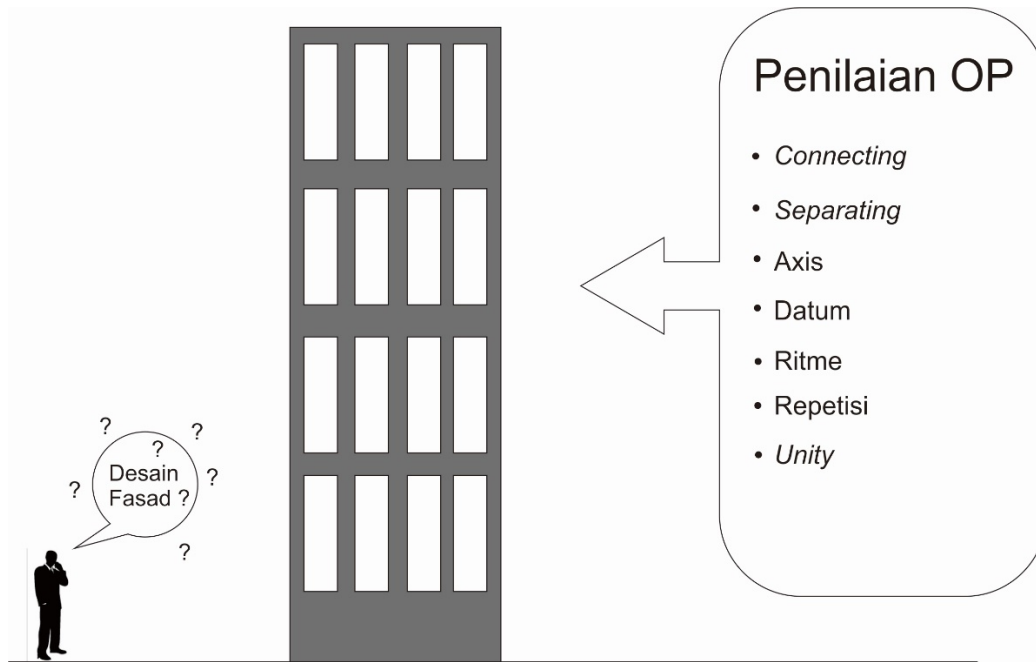 Penilaian OP
• Connecting
• Separating
• Axis
• Datum
• Ritme
• Repetisi
• Unity
? ?
?
Desain
Fasad ?
? ?
?